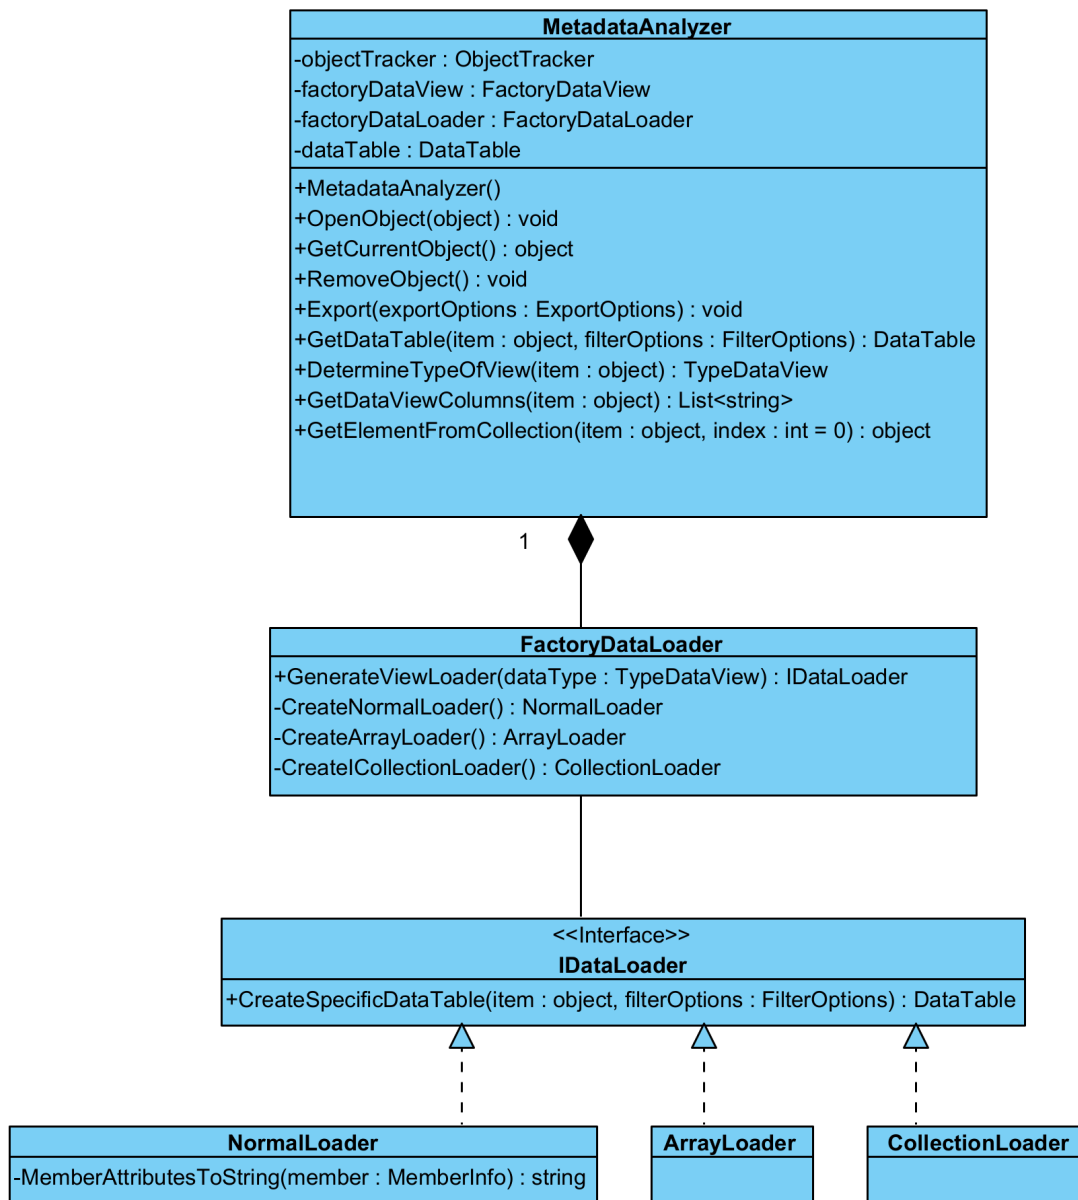 MetadataAnalyzer
-objectTracker : ObjectTracker
-factoryDataView : FactoryDataView
-factoryDataLoader : FactoryDataLoader
-dataTable : DataTable
+MetadataAnalyzer()
+OpenObject(object) : void
+GetCurrentObject() : object
+RemoveObject() : void
+Export(exportOptions : ExportOptions) : void
+GetDataTable(item : object, filterOptions : FilterOptions) : DataTable
+DetermineTypeOfView(item : object) : TypeDataView
+GetDataViewColumns(item : object) : List<string>
+GetElementFromCollection(item : object, index : int = 0) : object
1
FactoryDataLoader
+GenerateViewLoader(dataType : TypeDataView) : IDataLoader
-CreateNormalLoader() : NormalLoader
-CreateArrayLoader() : ArrayLoader
-CreateICollectionLoader() : CollectionLoader
<<Interface>>
IDataLoader
+CreateSpecificDataTable(item : object, filterOptions : FilterOptions) : DataTable
NormalLoader
-MemberAttributesToString(member : MemberInfo) : string
ArrayLoader
CollectionLoader